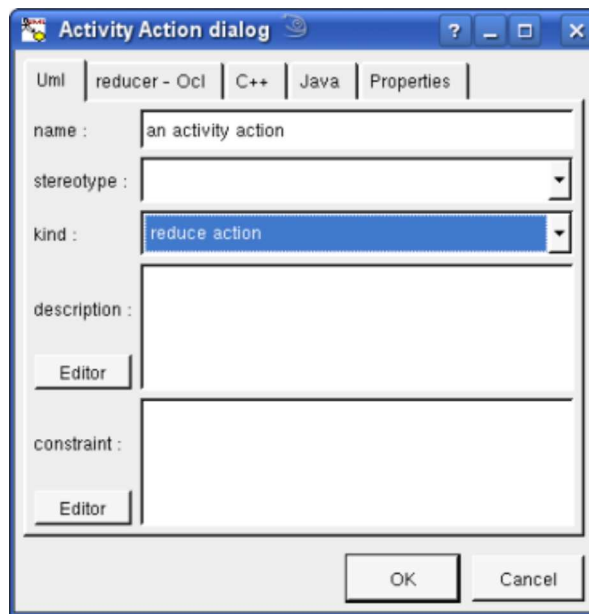 Activity Action dialog
Uml reducer - Ocl C++ Java Properties
name : an activity action
stereotype :
kind : reduce action
description :
Editor
constraint :
Editor
OK Cancel